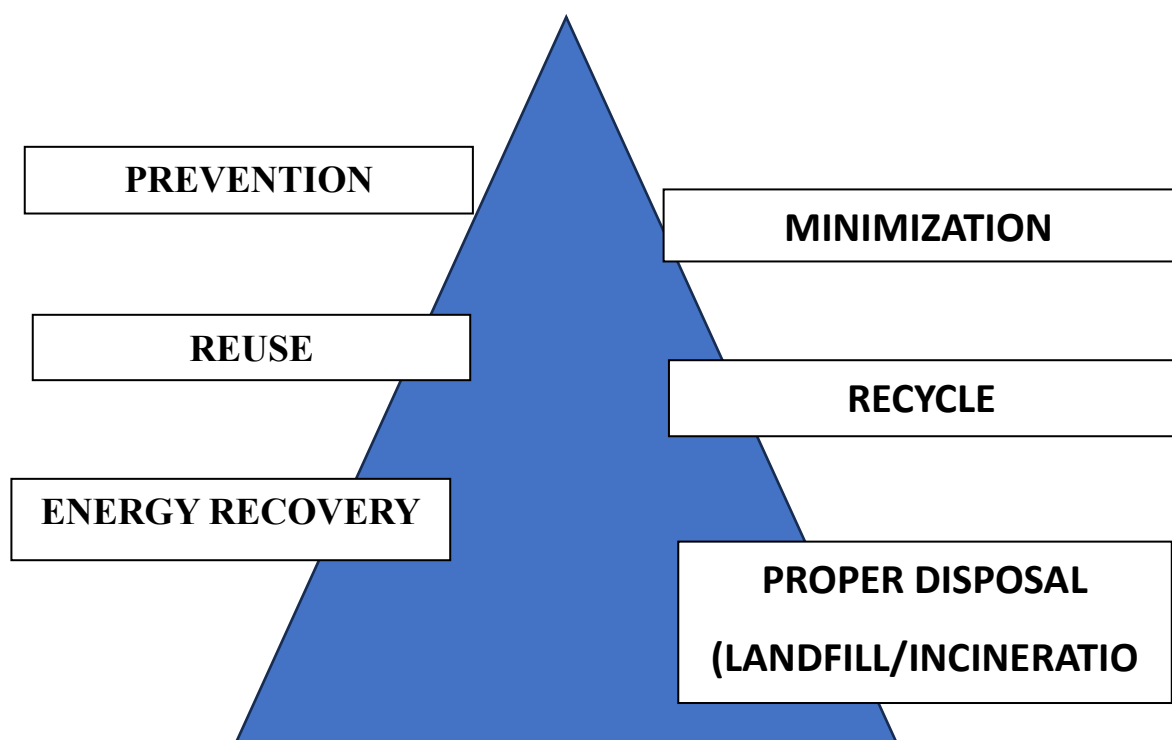 PREVENTION
MINIMIZATION
REUSE
RECYCLE
ENERGY RECOVERY
PROPER DISPOSAL
(LANDFILL/INCINERATIO